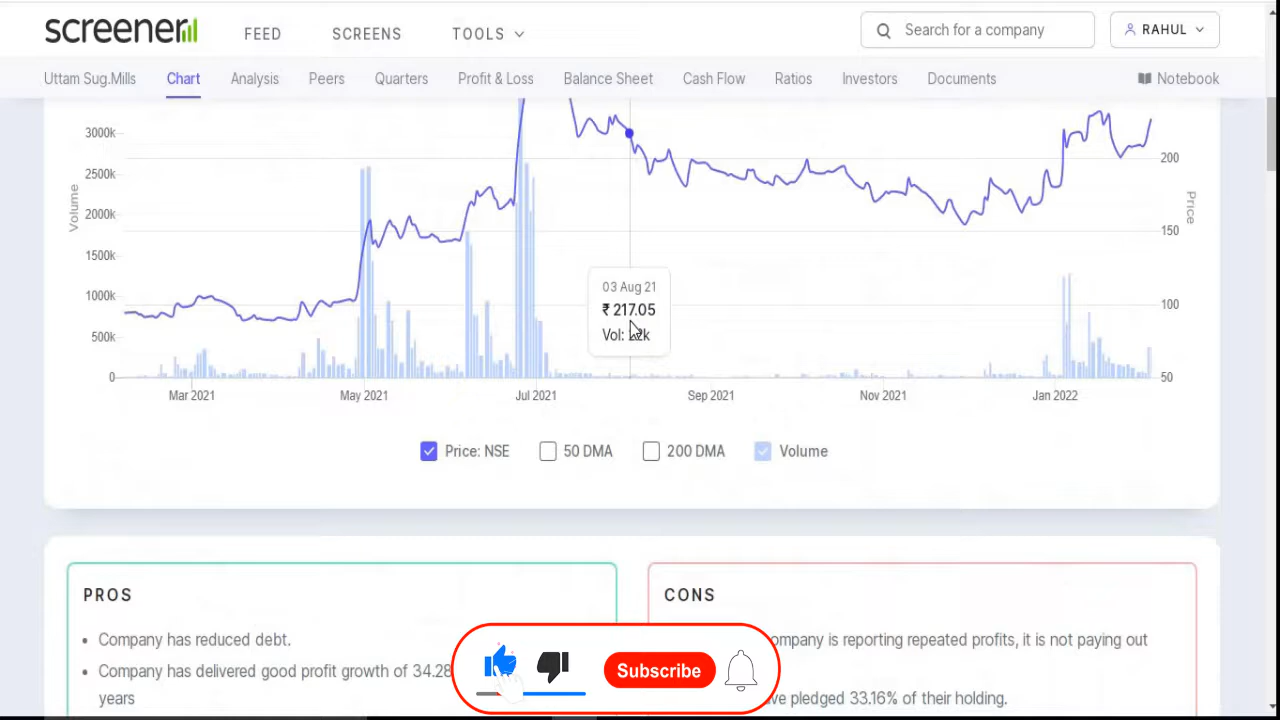 screener
FEED
SCREENS
TOOLS
Search for a company
RAHUL
Uttam Sug.Mills
Chart
Analysis
Peers
Quarters
Profit & Loss
Balance Sheet
Cash Flow
Ratios
Investors
Documents
Notebook
3000k
2500k
2000k
1500k
1000k
500k
0
Volume
200
150
100
50
Price
03 Aug 21
₹ 217.05
Vol:
Mar 2021
May 2021
Jul 2021
Sep 2021
Nov 2021
Jan 2022
Price: NSE
50 DMA
200 DMA
Volume
PROS
Company has reduced debt.
Company has delivered good profit growth of 34.28
years
CONS
company is reporting repeated profits, it is not paying out
have pledged 33.16% of their holding.
Subscribe